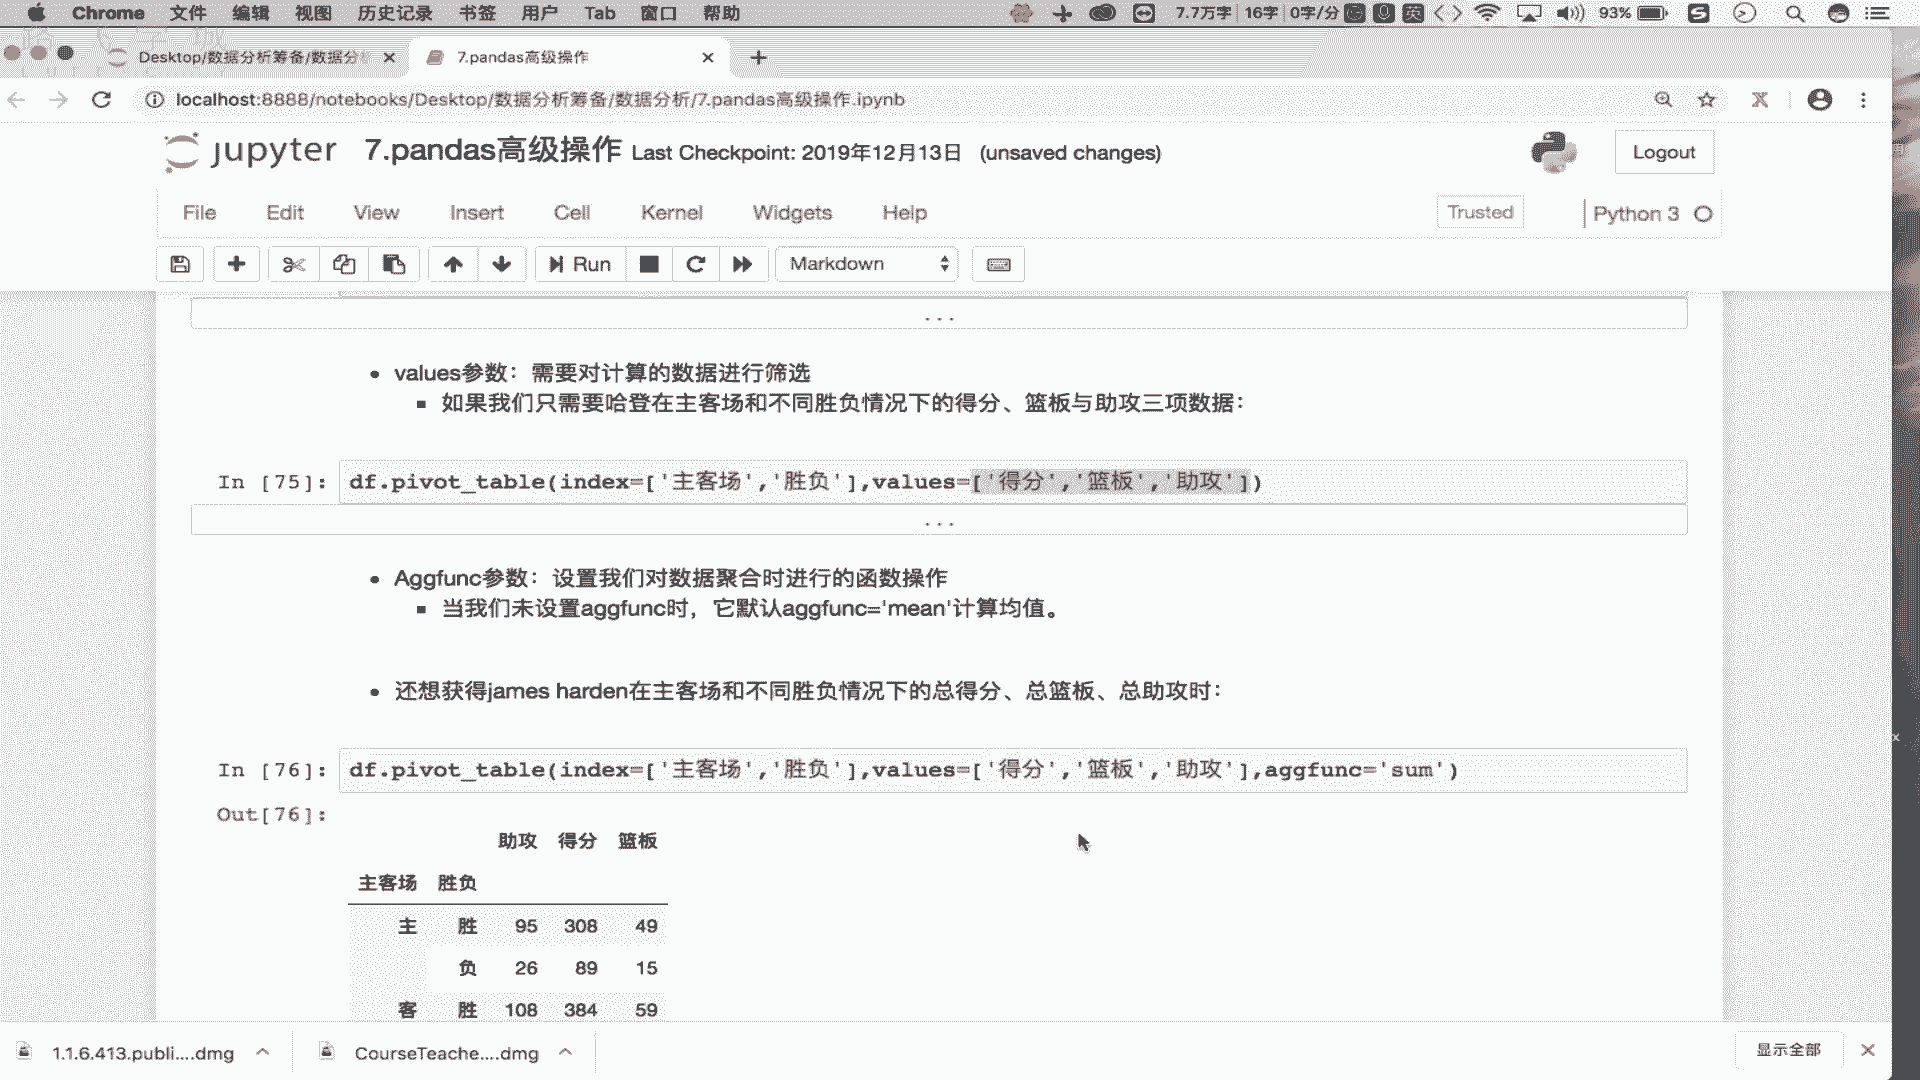 Chrome 文件 编辑 视图 历史记录 书签 用户 Tab 窗口 帮助 7.7万字 16字 0字/分 英 93%
Desktop/数据分析筹备/数据分 7.pandas高级操作
localhost:8888/notebooks/Desktop/数据分析筹备/数据分析/7.pandas高级操作.ipynb
jupyter 7.pandas高级操作 Last Checkpoint: 2019年12月13日 (unsaved changes) Logout
File Edit View Insert Cell Kernel Widgets Help Trusted Python 3
Run Markdown
...
values参数：需要对计算的数据进行筛选
如果我们只需要哈登在主客场和不同胜负情况下的得分、篮板与助攻三项数据：
In [75]: df.pivot_table(index=['主客场','胜负'],values=['得分','篮板','助攻'])
...
Aggfunc参数：设置我们对数据聚合时进行的函数操作
当我们未设置aggfunc时，它默认aggfunc='mean'计算均值。
还想获得james harden在主客场和不同胜负情况下的总得分、总篮板、总助攻时：
In [76]: df.pivot_table(index=['主客场','胜负'],values=['得分','篮板','助攻'],aggfunc='sum')
Out[76]:
助攻 得分 篮板
主客场 胜负
主 胜 95 308 49
负 26 89 15
客 胜 108 384 59
1.1.6.413.publi....dmg CourseTeache....dmg 显示全部